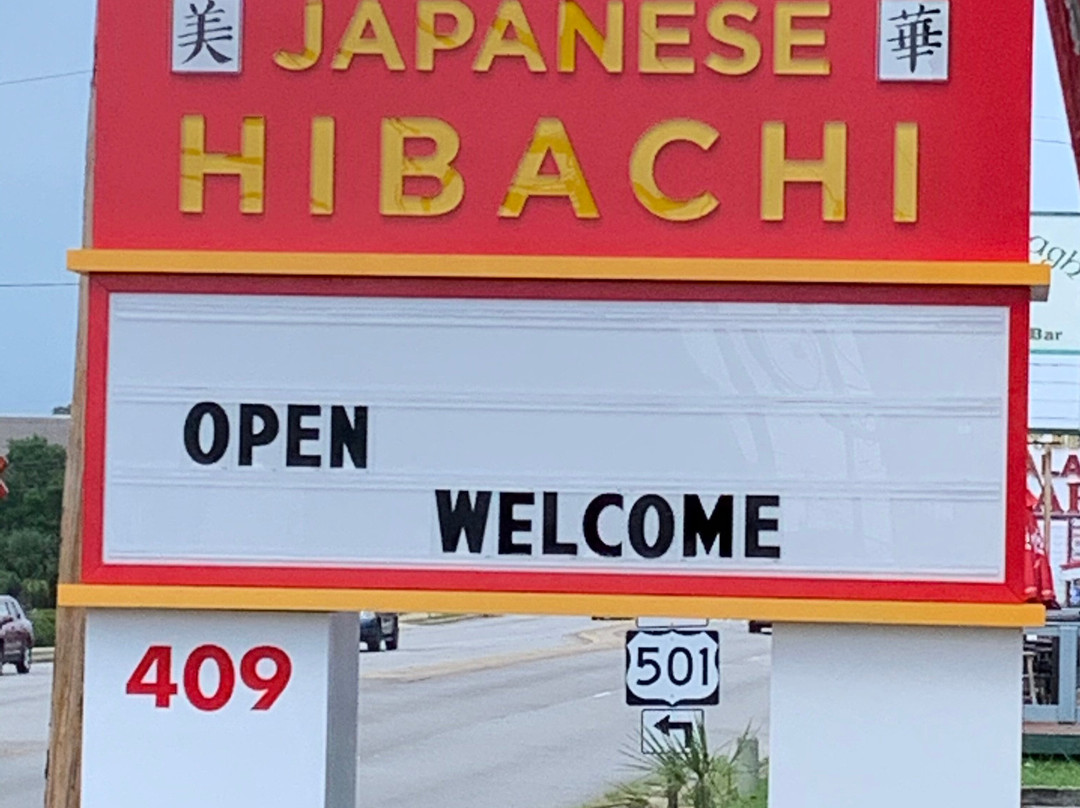 美 JAPANESE 華
HIBACHI
OPEN
WELCOME
409
501
Bar